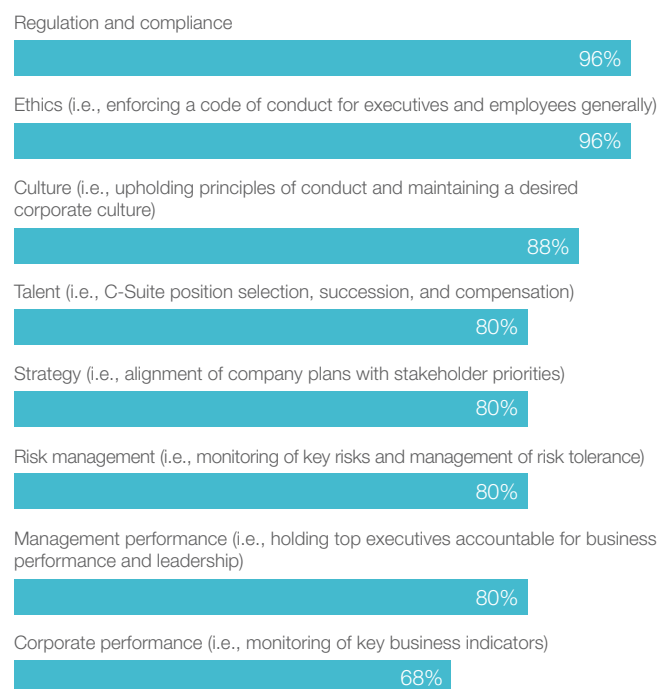 Regulation and compliance
96%
Ethics (i.e., enforcing a code of conduct for executives and employees generally)
96%
Culture (i.e., upholding principles of conduct and maintaining a desired
corporate culture)
88%
Talent (i.e., C-Suite position selection, succession, and compensation)
80%
Strategy (i.e., alignment of company plans with stakeholder priorities)
80%
Risk management (i.e., monitoring of key risks and management of risk tolerance)
80%
Management performance (i.e., holding top executives accountable for business
performance and leadership)
80%
Corporate performance (i.e., monitoring of key business indicators)
68%